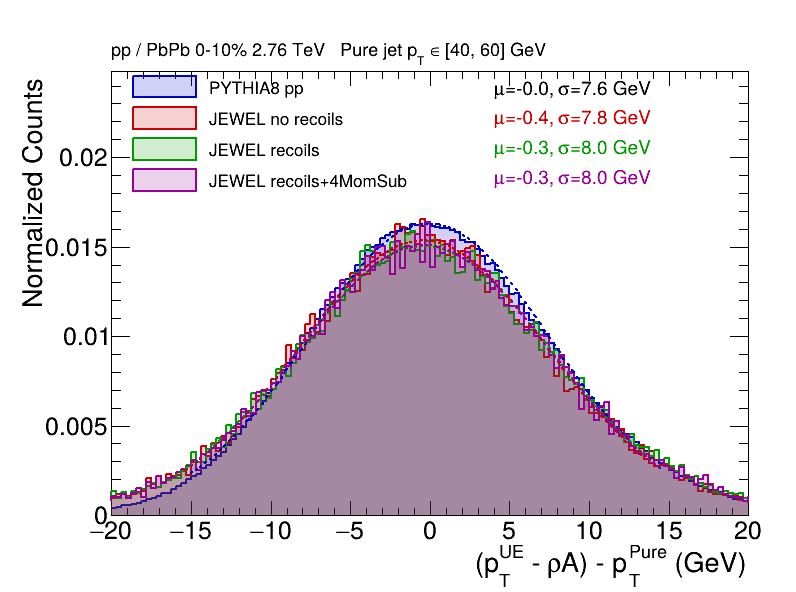 pp / PbPb 0-10% 2.76 TeV   Pure jet p_T ∈ [40, 60] GeV
PYTHIA8 pp   μ=-0.0, σ=7.6 GeV
JEWEL no recoils   μ=-0.4, σ=7.8 GeV
JEWEL recoils   μ=-0.3, σ=8.0 GeV
JEWEL recoils+4MomSub   μ=-0.3, σ=8.0 GeV
Normalized Counts
0.02
0.015
0.01
0.005
0
−20 −15 −10 −5 0 5 10 15 20
(p_T^UE - ρA) - p_T^Pure (GeV)